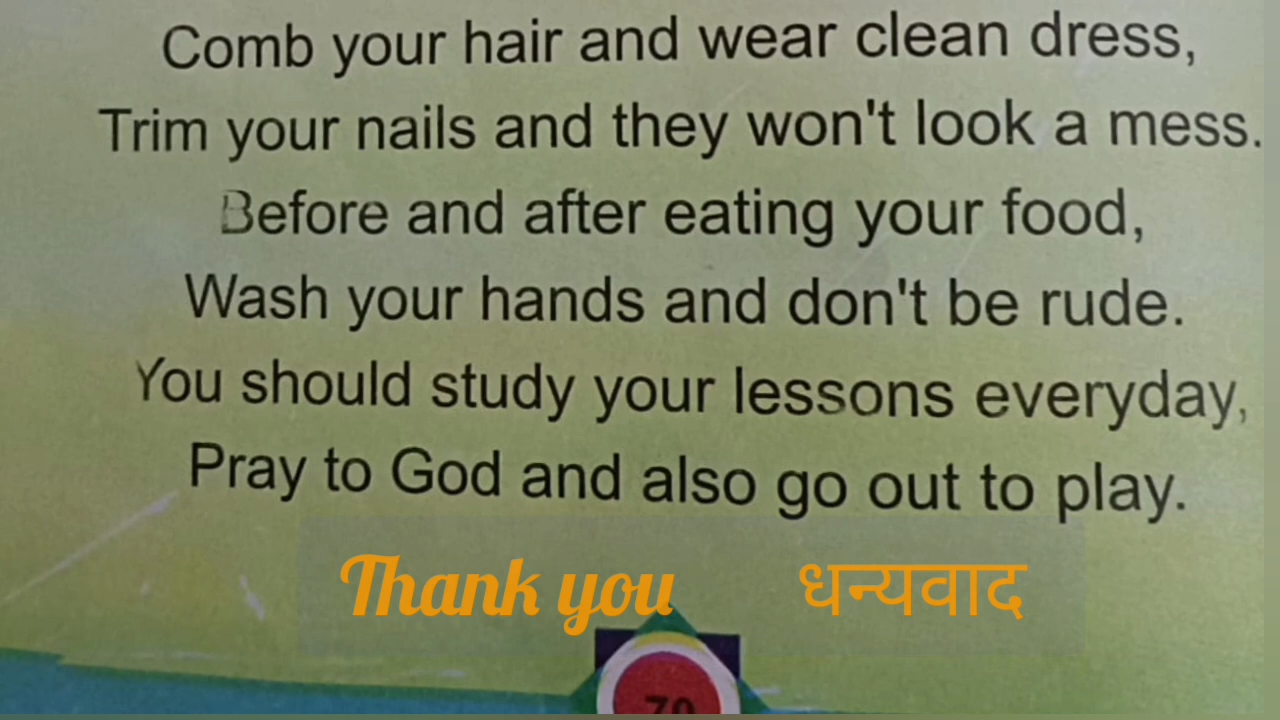 Comb your hair and wear clean dress,
Trim your nails and they won't look a mess.
Before and after eating your food,
Wash your hands and don't be rude.
You should study your lessons everyday,
Pray to God and also go out to play.
Thank you धन्यवाद